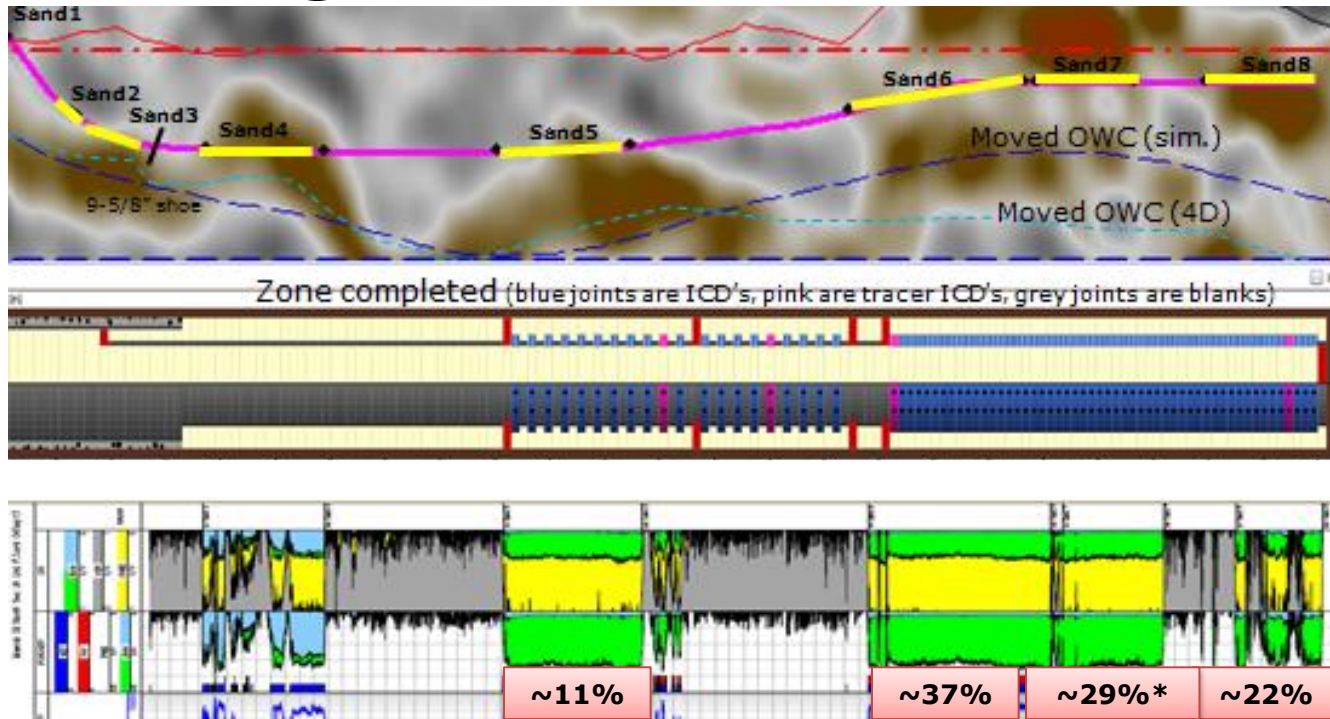 Sand1
Sand2
Sand3
Sand4
Sand5
Sand6
Sand7
Sand8
Moved OWC (sim.)
9-5/8" shoe
Moved OWC (4D)
Zone completed (blue joints are ICD's, pink are tracer ICD's, grey joints are blanks)
~11%
~37%
~29%*
~22%